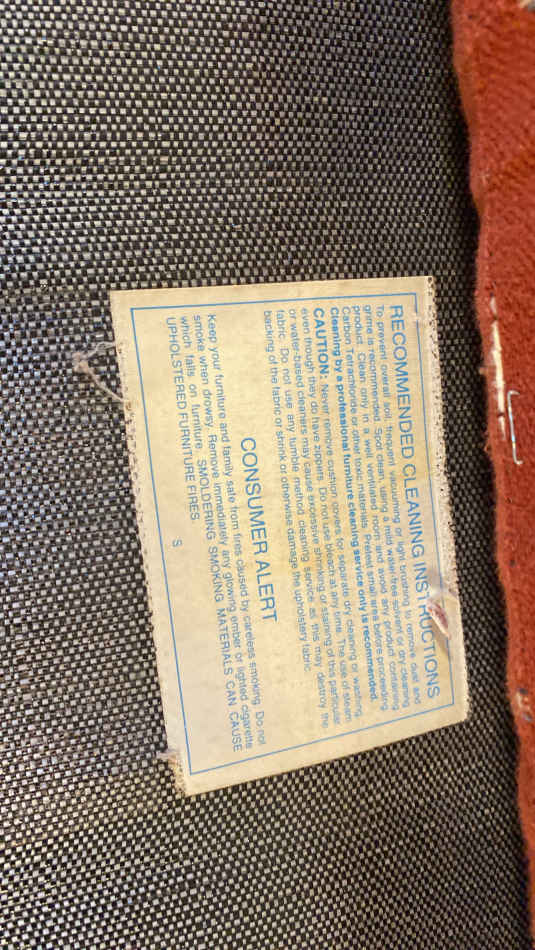 RECOMMENDED CLEANING INSTRUCTIONS
To prevent overall soil, frequent vacuuming or light brushing to remove dust and
grime is recommended. Spot clean, using a mild water-free solvent or dry cleaning
product. Clean only in a well ventilated room and avoid any product containing
Carbon Tetrachloride or other toxic materials. Pretest small area before proceeding.
Cleaning by a professional furniture cleaning service only is recommended.
CAUTION: Never remove cushion covers for separate dry cleaning or washing
even though they do have zippers. Do not use bleach at any time. The use of steam
or water-based cleaners may cause excessive shrinking or staining of this particular
fabric. Do not use any tumble method cleaning service as this may destroy the
backing of the fabric or shrink or otherwise damage the upholstery fabric.
CONSUMER ALERT
Keep your furniture and family safe from fires caused by careless smoking. Do not
smoke when drowsy. Remove immediately any glowing ember or lighted cigarette
which falls on furniture. SMOLDERING SMOKING MATERIALS CAN CAUSE
UPHOLSTERED FURNITURE FIRES.
S